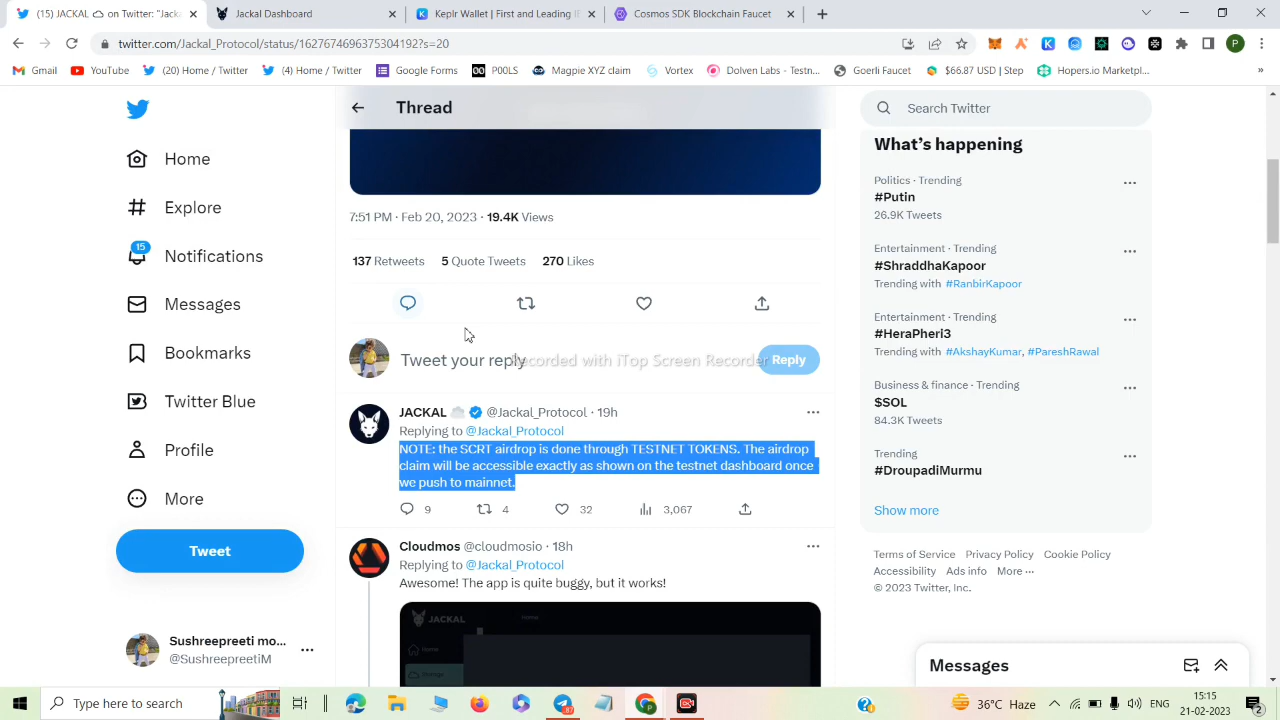 JACKAL ☁ on Twitter: "Jack
Jackal Dashboard
Keplr | Explore and Leading IE
Cosmos SDK Blockchain Faucet
twitter.com/Jackal_Protocol/status/1627674696375304192?s=20
Gmail
YouTube
(20) Home / Twitter
(4) Home / Twitter
Google Forms
P00LS
Magpie XYZ claim
Vortex
Dolven Labs - Testn...
Goerli Faucet
$66.87 USD | Step
Hopers.io Marketpl...
»
Home
Explore
15
Notifications
Messages
Bookmarks
Twitter Blue
Profile
More
Tweet
Sushreepreeti mo...
@SushreepreetiM
Thread
7:51 PM · Feb 20, 2023 · 19.4K Views
137 Retweets 5 Quote Tweets 270 Likes
Tweet your reply
Recorded with iTop Screen Recorder
Reply
JACKAL ☁ @Jackal_Protocol · 19h
Replying to @Jackal_Protocol
NOTE: the SCRT airdrop is done through TESTNET TOKENS. The airdrop
claim will be accessible exactly as shown on the testnet dashboard once
we push to mainnet.
9 4 32 3,067
Cloudmos @cloudmosio · 18h
Replying to @Jackal_Protocol
Awesome! The app is quite buggy, but it works!
JACKAL
Home
Storage
Search Twitter
What's happening
Politics · Trending
#Putin
26.9K Tweets
Entertainment · Trending
#ShraddhaKapoor
Trending with #RanbirKapoor
Entertainment · Trending
#HeraPheri3
Trending with #AkshayKumar, #PareshRawal
Business & finance · Trending
$SOL
84.3K Tweets
Trending
#DroupadiMurmu
Show more
Terms of Service Privacy Policy Cookie Policy
Accessibility Ads info More ···
© 2023 Twitter, Inc.
Messages
Type here to search
87
36°C Haze
ENG
15:15
21-02-2023
2